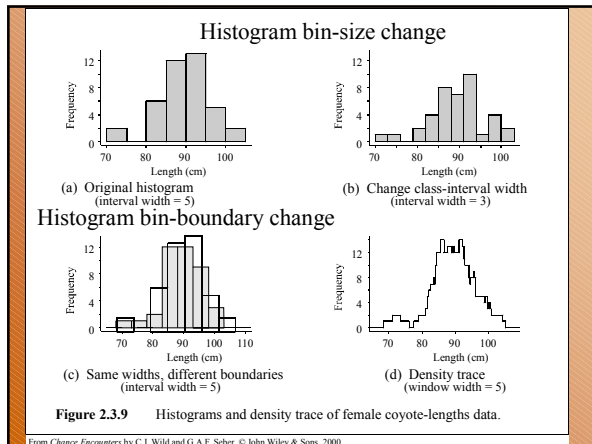 Histogram bin-size change
12
8
4
0
Frequency
70 80 90 100
Length (cm)
(a) Original histogram
(interval width = 5)
12
8
4
0
Frequency
70 80 90 100
Length (cm)
(b) Change class-interval width
(interval width = 3)
Histogram bin-boundary change
12
8
4
0
Frequency
70 80 90 100 110
Length (cm)
(c) Same widths, different boundaries
(interval width = 5)
12
8
4
0
Frequency
70 80 90 100
Length (cm)
(d) Density trace
(window width = 5)
Figure 2.3.9 Histograms and density trace of female coyote-lengths data.
From Chance Encounters by C.J. Wild and G.A.F. Seber, © John Wiley & Sons, 2000.